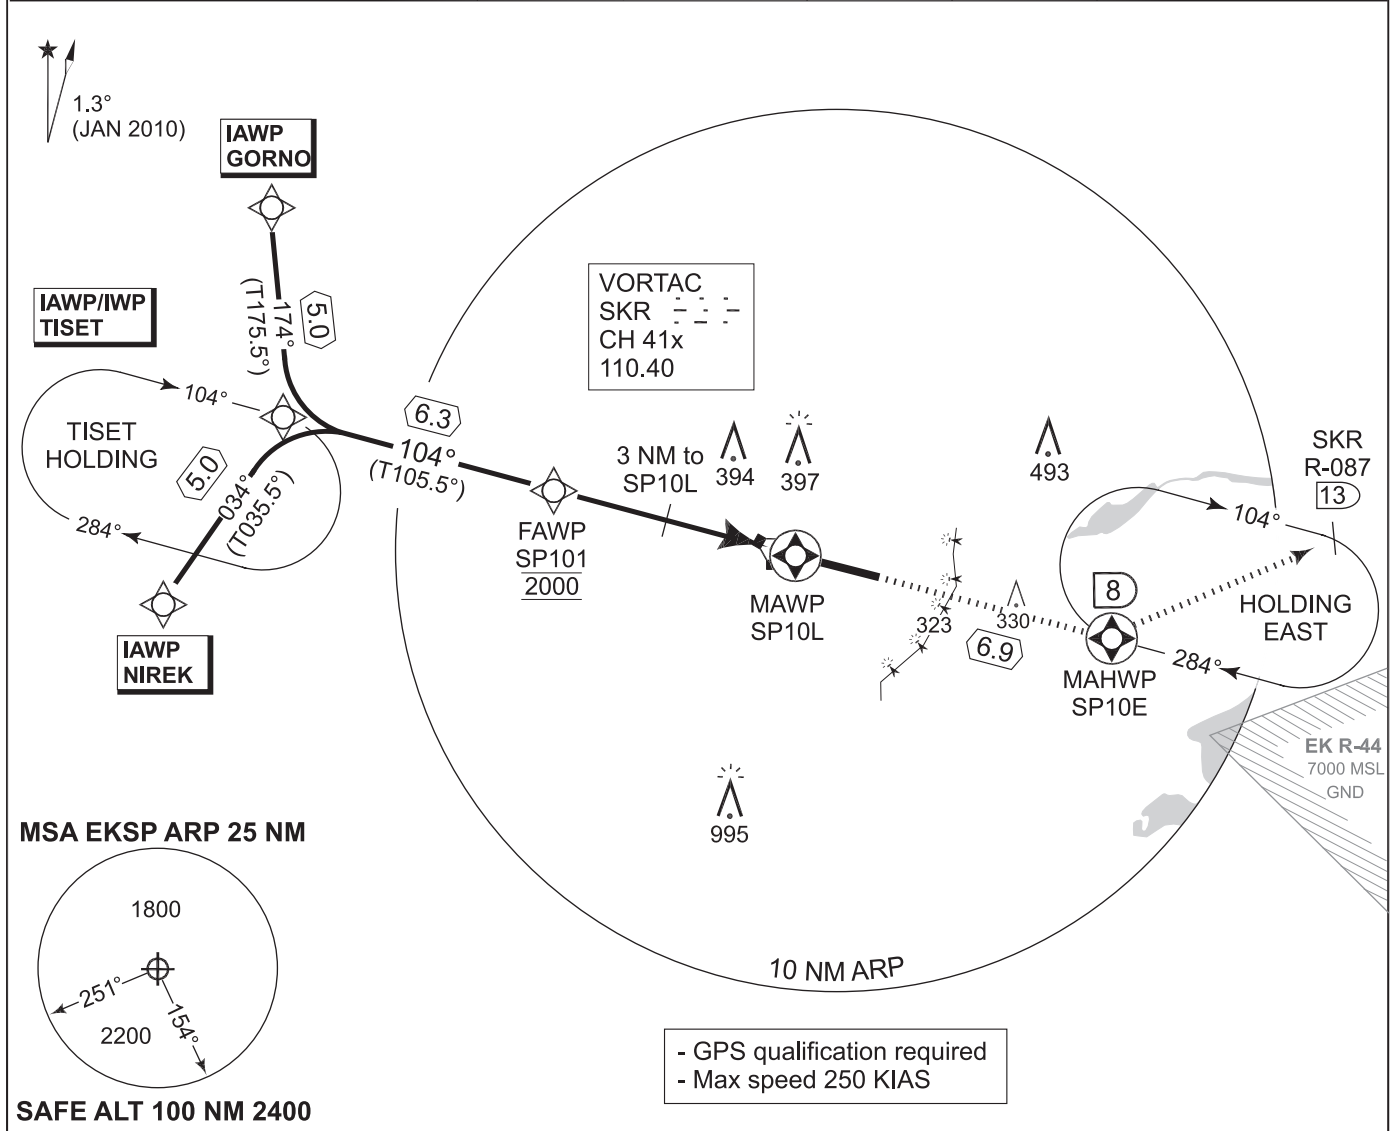 1.3°
(JAN 2010)
IAWP
GORNO
174°
(T175.5°)
5.0
IAWP/IWP
TISET
104°
TISET
HOLDING
284°
5.0
034°
(T035.5°)
IAWP
NIREK
6.3
104°
(T105.5°)
VORTAC
SKR
CH 41x
110.40
FAWP
SP101
2000
3 NM to
SP10L
394
397
493
MAWP
SP10L
323
330
6.9
8
MAHWP
SP10E
SKR
R-087
13
104°
HOLDING
EAST
284°
EK R-44
7000 MSL
GND
995
10 NM ARP
MSA EKSP ARP 25 NM
1800
251°
154°
2200
SAFE ALT 100 NM 2400
- GPS qualification required
- Max speed 250 KIAS